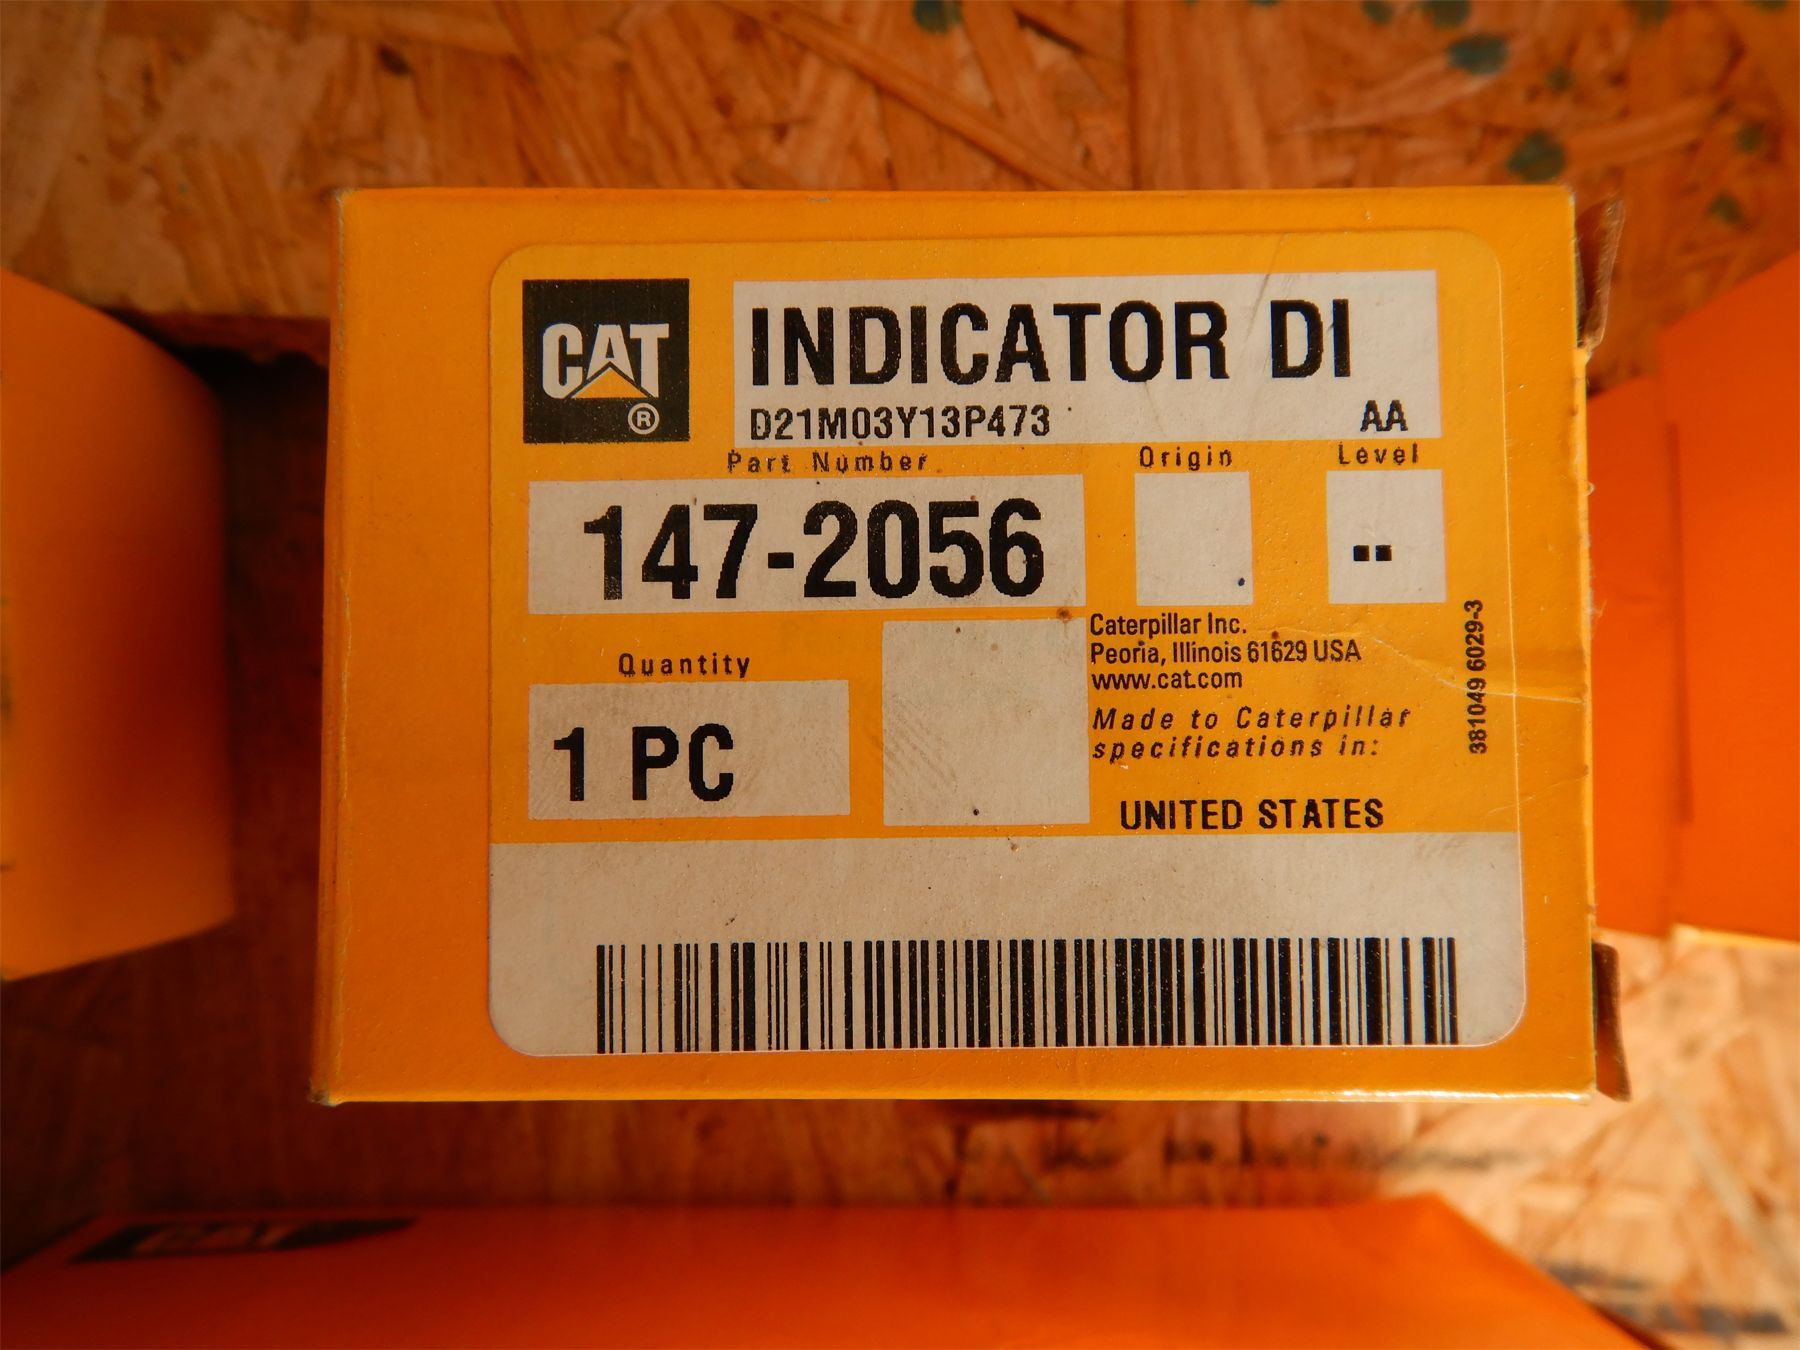 CAT
®
INDICATOR DI
D21M03Y13P473 AA
Part Number Origin Level
147-2056 --
Quantity
1 PC
Caterpillar Inc.
Peoria, Illinois 61629 USA
www.cat.com
Made to Caterpillar
specifications in:
UNITED STATES
381049 6029-3
CAT